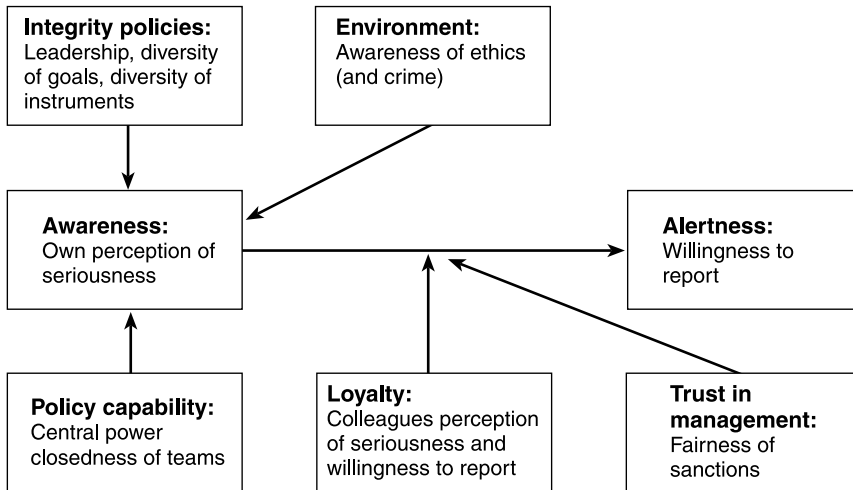 Integrity policies:
Leadership, diversity
of goals, diversity of
instruments
Environment:
Awareness of ethics
(and crime)
Awareness:
Own perception of
seriousness
Alertness:
Willingness to
report
Policy capability:
Central power
closedness of teams
Loyalty:
Colleagues perception
of seriousness and
willingness to report
Trust in
management:
Fairness of
sanctions